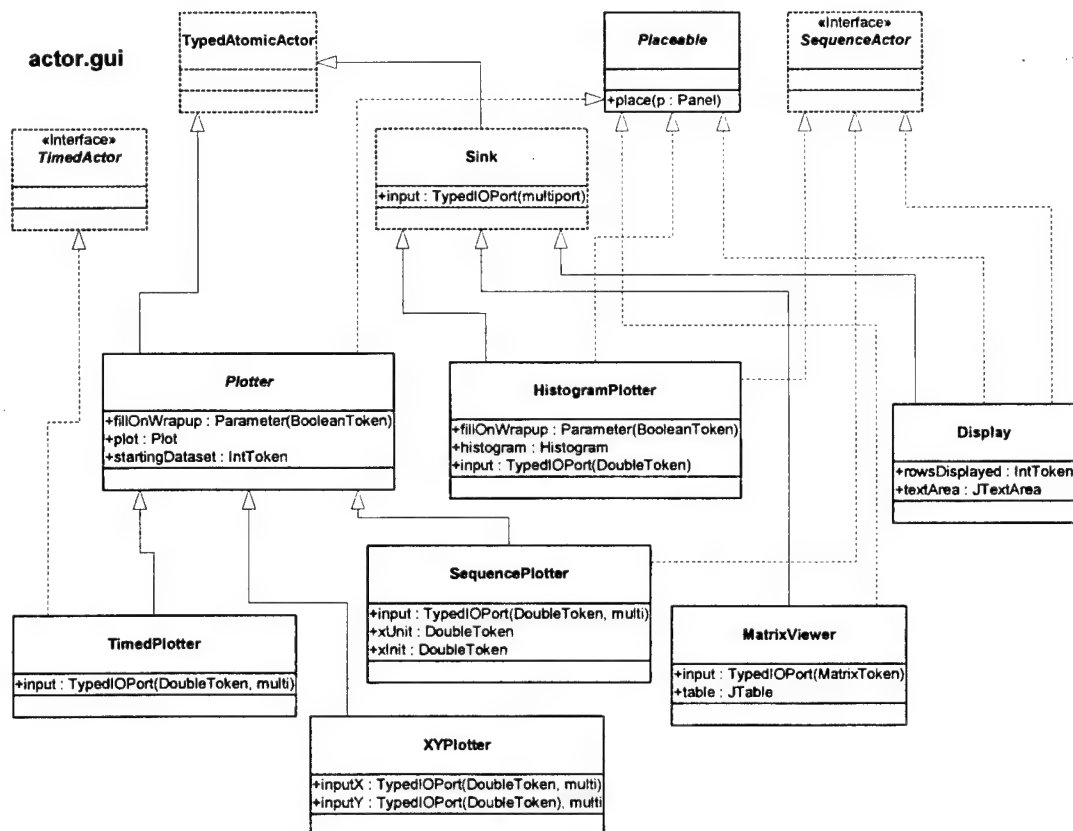 actor.gui
TypedAtomicActor
Placeable
+place(p : Panel)
«Interface»
SequenceActor
«Interface»
TimedActor
Sink
+input : TypedIOPort(multiport)
Plotter
+fillOnWrapup : Parameter(BooleanToken)
+plot : Plot
+startingDataset : IntToken
HistogramPlotter
+fillOnWrapup : Parameter(BooleanToken)
+histogram : Histogram
+input : TypedIOPort(DoubleToken)
Display
+rowsDisplayed : IntToken
+textArea : JTextArea
SequencePlotter
+input : TypedIOPort(DoubleToken, multi)
+xUnit : DoubleToken
+xInit : DoubleToken
TimedPlotter
+input : TypedIOPort(DoubleToken, multi)
MatrixViewer
+input : TypedIOPort(MatrixToken)
+table : JTable
XYPlotter
+inputX : TypedIOPort(DoubleToken, multi)
+inputY : TypedIOPort(DoubleToken), multi